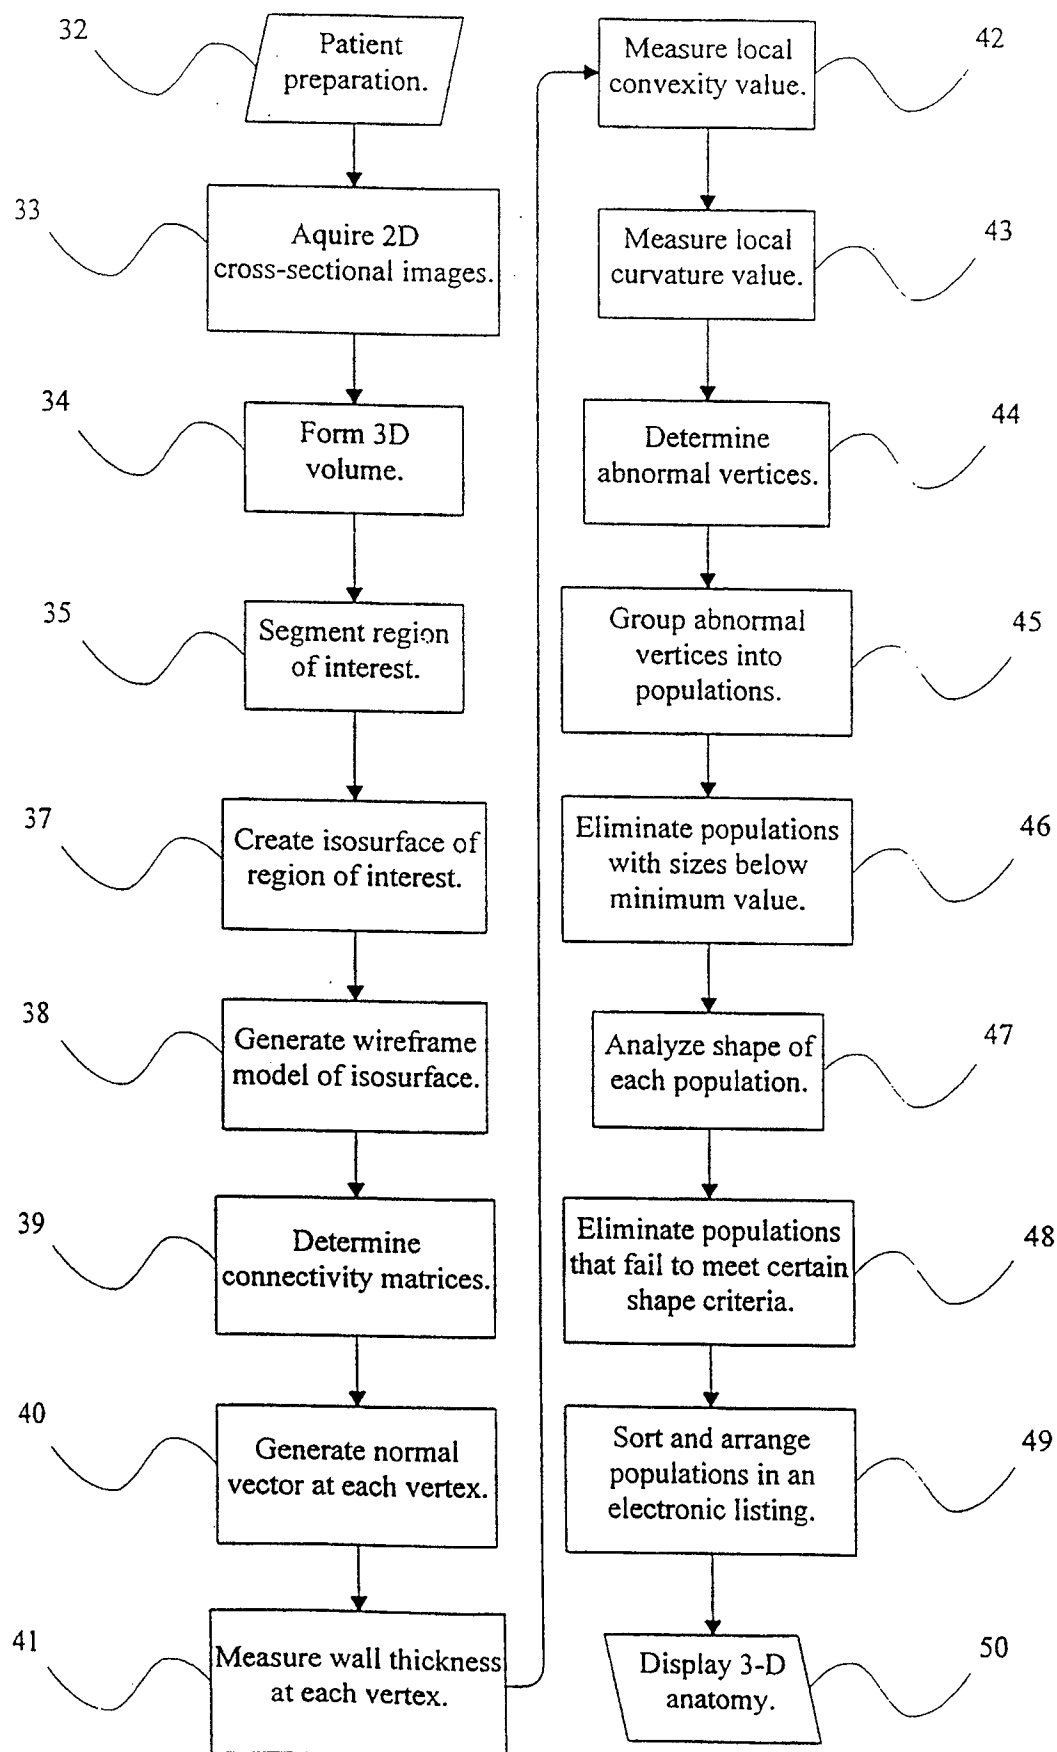 32
Patient
preparation.
33
Aquire 2D
cross-sectional images.
34
Form 3D
volume.
35
Segment region
of interest.
37
Create isosurface of
region of interest.
38
Generate wireframe
model of isosurface.
39
Determine
connectivity matrices.
40
Generate normal
vector at each vertex.
41
Measure wall thickness
at each vertex.
Measure local
convexity value.
42
Measure local
curvature value.
43
Determine
abnormal vertices.
44
Group abnormal
vertices into
populations.
45
Eliminate populations
with sizes below
minimum value.
46
Analyze shape of
each population.
47
Eliminate populations
that fail to meet certain
shape criteria.
48
Sort and arrange
populations in an
electronic listing.
49
Display 3-D
anatomy.
50